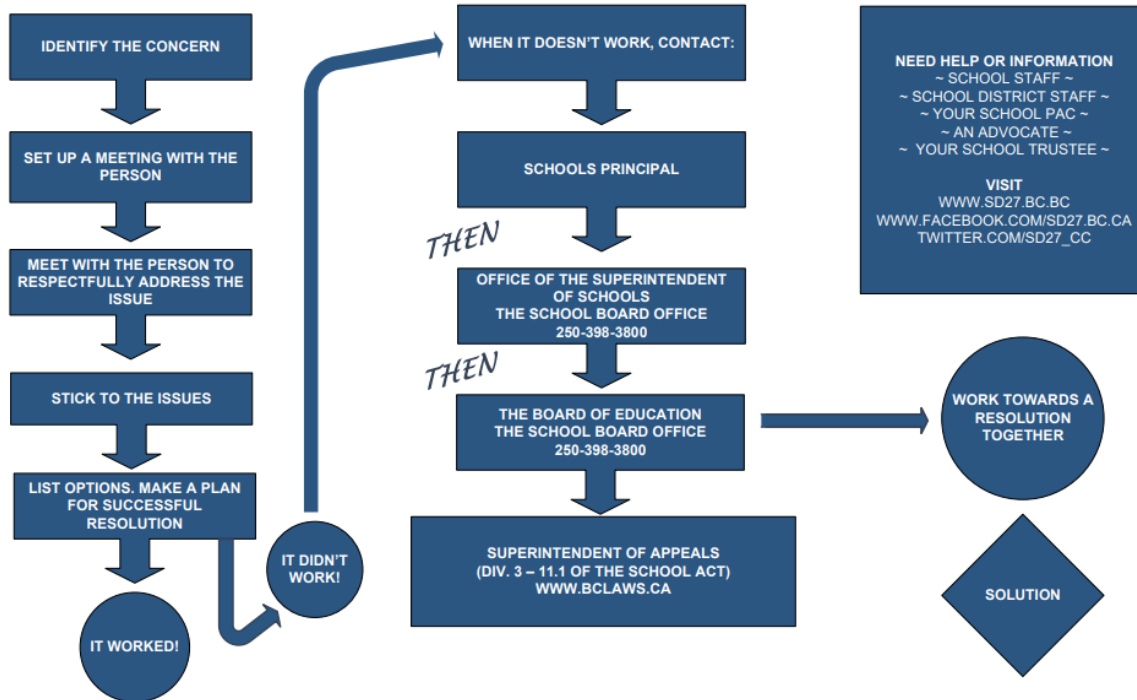 IDENTIFY THE CONCERN
SET UP A MEETING WITH THE
PERSON
MEET WITH THE PERSON TO
RESPECTFULLY ADDRESS THE
ISSUE
STICK TO THE ISSUES
LIST OPTIONS. MAKE A PLAN
FOR SUCCESSFUL
RESOLUTION
IT WORKED!
IT DIDN'T
WORK!
WHEN IT DOESN'T WORK, CONTACT:
SCHOOLS PRINCIPAL
THEN
OFFICE OF THE SUPERINTENDENT
OF SCHOOLS
THE SCHOOL BOARD OFFICE
250-398-3800
THEN
THE BOARD OF EDUCATION
THE SCHOOL BOARD OFFICE
250-398-3800
SUPERINTENDENT OF APPEALS
(DIV. 3 – 11.1 OF THE SCHOOL ACT)
WWW.BCLAWS.CA
NEED HELP OR INFORMATION
~ SCHOOL STAFF ~
~ SCHOOL DISTRICT STAFF ~
~ YOUR SCHOOL PAC ~
~ AN ADVOCATE ~
~ YOUR SCHOOL TRUSTEE ~
VISIT
WWW.SD27.BC.BC
WWW.FACEBOOK.COM/SD27.BC.CA
TWITTER.COM/SD27_CC
WORK TOWARDS A
RESOLUTION
TOGETHER
SOLUTION